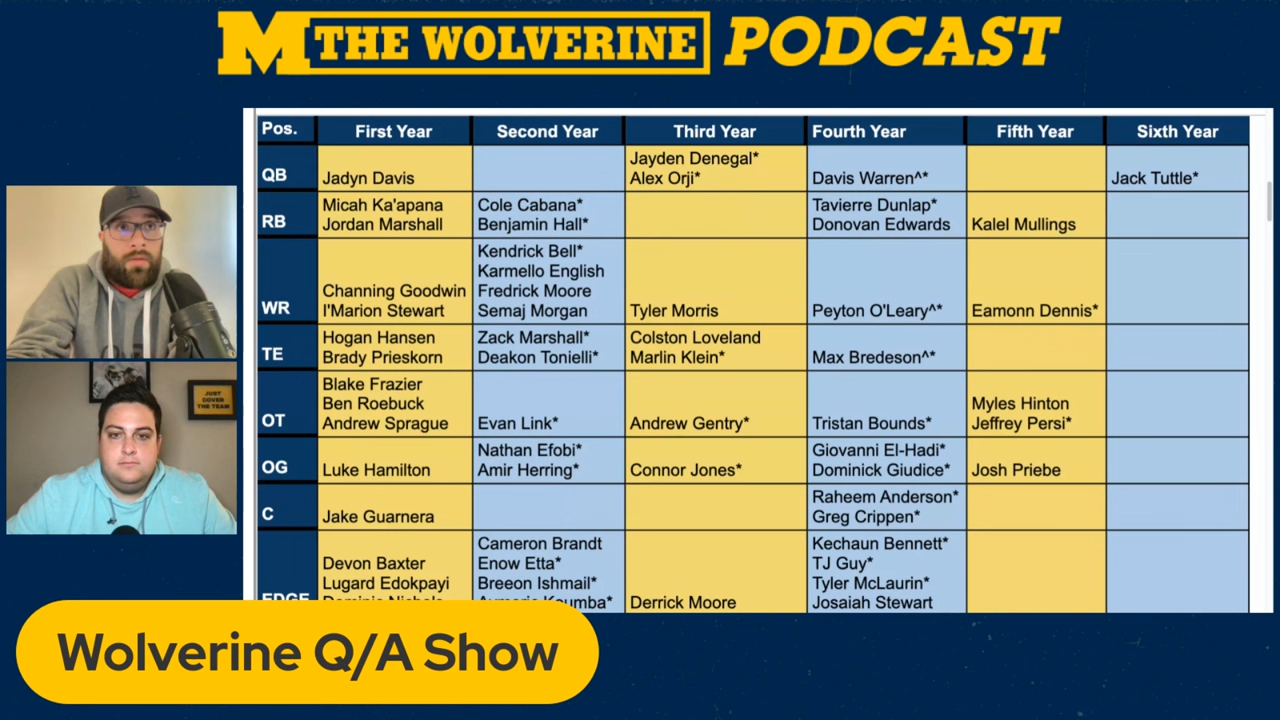 M THE WOLVERINE PODCAST
Pos. First Year Second Year Third Year Fourth Year Fifth Year Sixth Year
QB Jadyn Davis Jayden Denegal* Alex Orji* Davis Warren^* Jack Tuttle*
RB Micah Ka'apana Jordan Marshall Cole Cabana* Benjamin Hall* Tavierre Dunlap* Donovan Edwards Kalel Mullings
WR Channing Goodwin I'Marion Stewart Kendrick Bell* Karmello English Fredrick Moore Semaj Morgan Tyler Morris Peyton O'Leary^* Eamonn Dennis*
TE Hogan Hansen Brady Prieskorn Zack Marshall* Deakon Tonielli* Colston Loveland Marlin Klein* Max Bredeson^*
OT Blake Frazier Ben Roebuck Andrew Sprague Evan Link* Andrew Gentry* Tristan Bounds* Myles Hinton Jeffrey Persi*
OG Luke Hamilton Nathan Efobi* Amir Herring* Connor Jones* Giovanni El-Hadi* Dominick Giudice* Josh Priebe
C Jake Guarnera Raheem Anderson* Greg Crippen*
EDGE Devon Baxter Lugard Edokpayi Cameron Brandt Enow Etta* Breeon Ishmail* Derrick Moore Kechaun Bennett* TJ Guy* Tyler McLaurin* Josaiah Stewart
JUST
COVER
THE TEAM
Wolverine Q/A Show